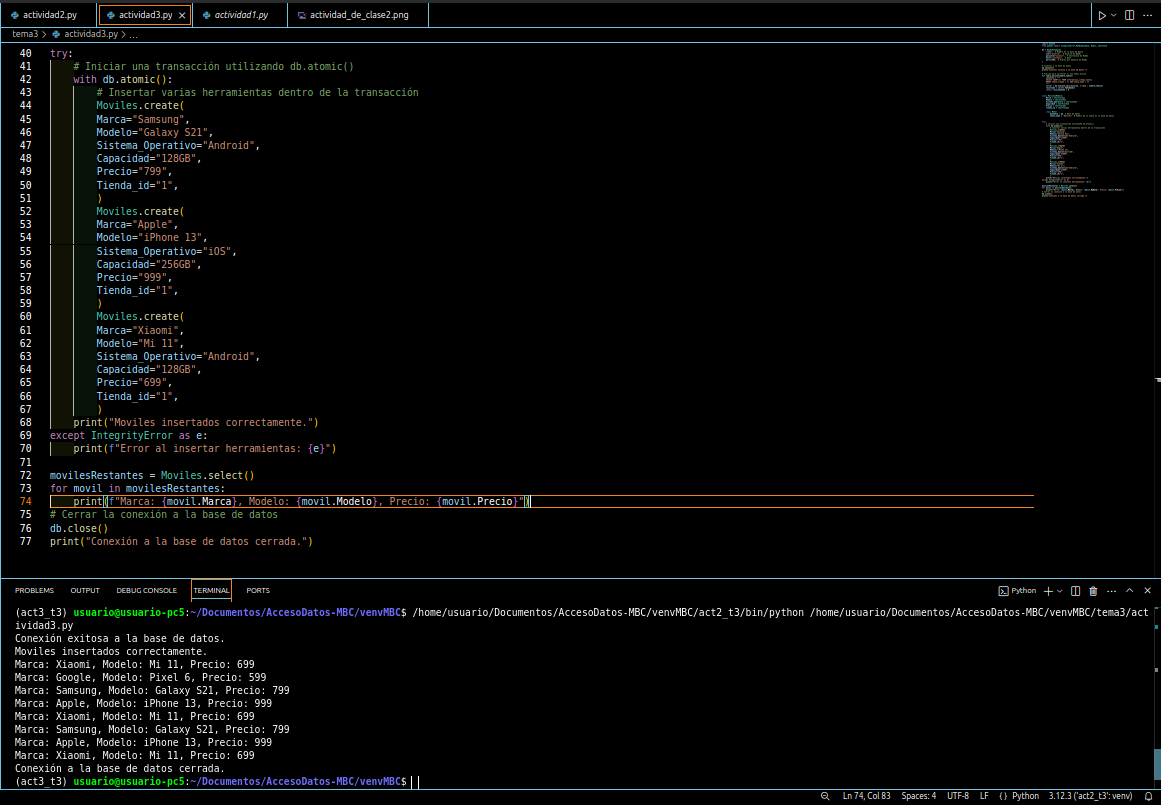 actividad2.py actividad3.py actividad1.py actividad_de_clase2.png
tema3 > actividad3.py > ...
40 try:
41 # Iniciar una transacción utilizando db.atomic()
42 with db.atomic():
43 # Insertar varias herramientas dentro de la transacción
44 Moviles.create(
45 Marca="Samsung",
46 Modelo="Galaxy S21",
47 Sistema_Operativo="Android",
48 Capacidad="128GB",
49 Precio="799",
50 Tienda_id="1",
51 )
52 Moviles.create(
53 Marca="Apple",
54 Modelo="iPhone 13",
55 Sistema_Operativo="iOS",
56 Capacidad="256GB",
57 Precio="999",
58 Tienda_id="1",
59 )
60 Moviles.create(
61 Marca="Xiaomi",
62 Modelo="Mi 11",
63 Sistema_Operativo="Android",
64 Capacidad="128GB",
65 Precio="699",
66 Tienda_id="1",
67 )
68 print("Moviles insertados correctamente.")
69 except IntegrityError as e:
70 print(f"Error al insertar herramientas: {e}")
71
72 movilesRestantes = Moviles.select()
73 for movil in movilesRestantes:
74 print(f"Marca: {movil.Marca}, Modelo: {movil.Modelo}, Precio: {movil.Precio}")
75 # Cerrar la conexión a la base de datos
76 db.close()
77 print("Conexión a la base de datos cerrada.")
PROBLEMS OUTPUT DEBUG CONSOLE TERMINAL PORTS Python
(act3_t3) usuario@usuario-pc5:~/Documentos/AccesoDatos-MBC/venvMBC$ /home/usuario/Documentos/AccesoDatos-MBC/venvMBC/act2_t3/bin/python /home/usuario/Documentos/AccesoDatos-MBC/venvMBC/tema3/act
ividad3.py
Conexión exitosa a la base de datos.
Moviles insertados correctamente.
Marca: Xiaomi, Modelo: Mi 11, Precio: 699
Marca: Google, Modelo: Pixel 6, Precio: 599
Marca: Samsung, Modelo: Galaxy S21, Precio: 799
Marca: Apple, Modelo: iPhone 13, Precio: 999
Marca: Xiaomi, Modelo: Mi 11, Precio: 699
Marca: Samsung, Modelo: Galaxy S21, Precio: 799
Marca: Apple, Modelo: iPhone 13, Precio: 999
Marca: Xiaomi, Modelo: Mi 11, Precio: 699
Conexión a la base de datos cerrada.
(act3_t3) usuario@usuario-pc5:~/Documentos/AccesoDatos-MBC/venvMBC$
Ln 74, Col 83 Spaces: 4 UTF-8 LF {} Python 3.12.3 ('act2_t3': venv)